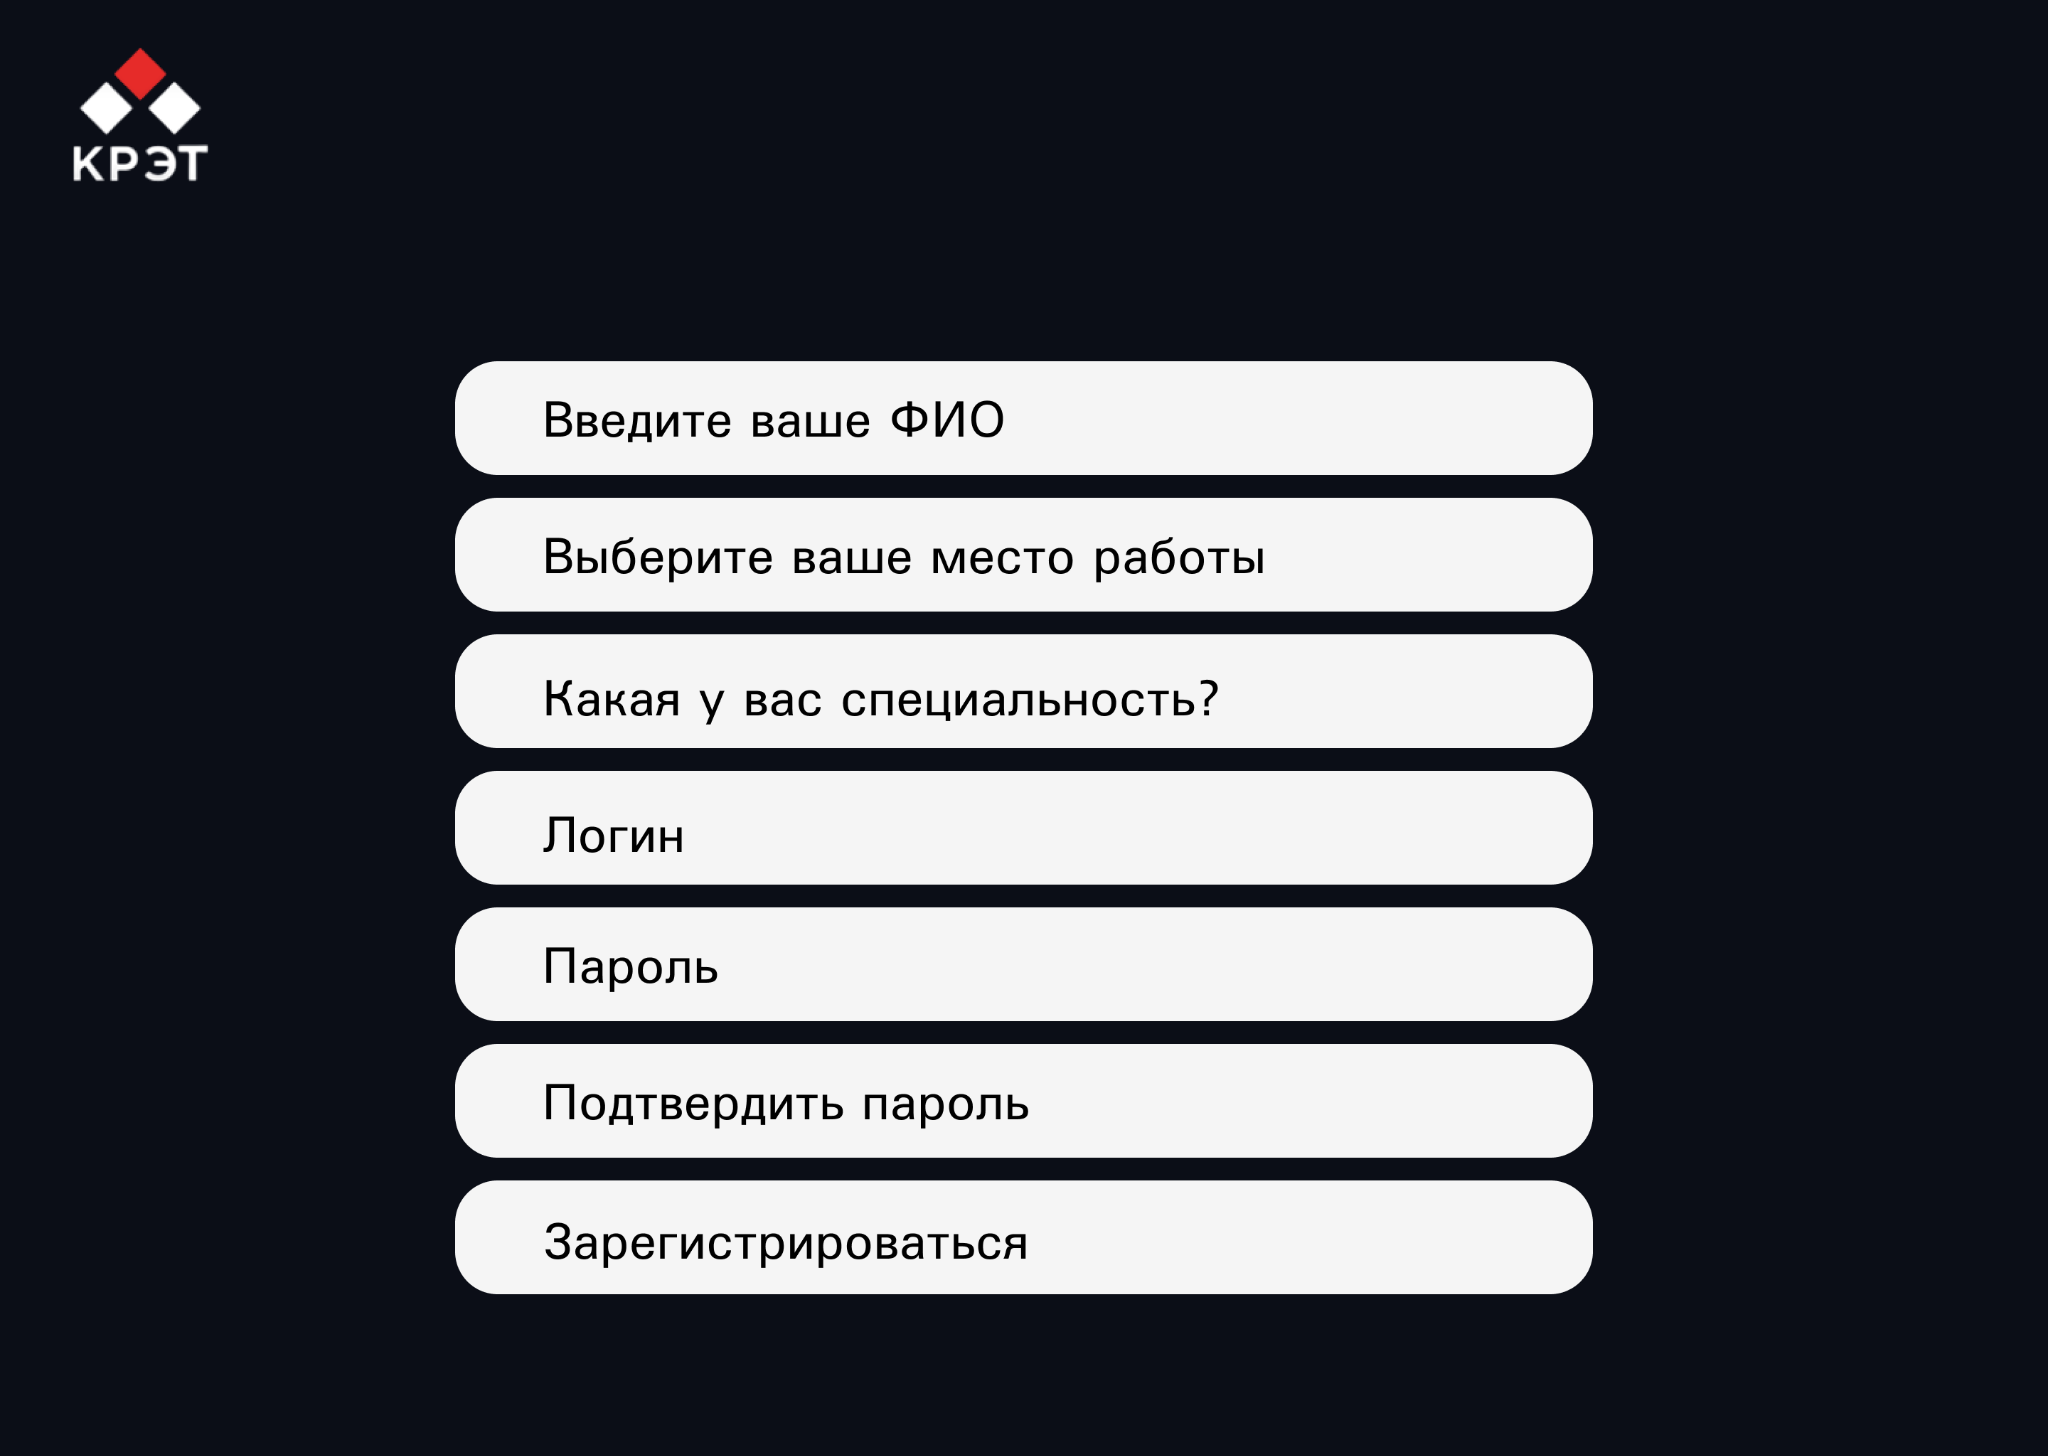 КРЭТ
Введите ваше ФИО
Выберите ваше место работы
Какая у вас специальность?
Логин
Пароль
Подтвердить пароль
Зарегистрироваться